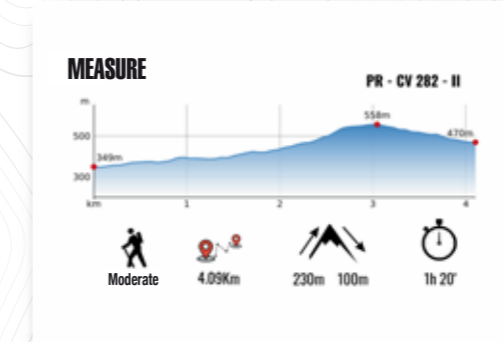 MEASURE
PR - CV 282 - II
m
558m
500
470m
349m
300
km 1 2 3 4
Moderate 4.09Km 230m 100m 1h 20'